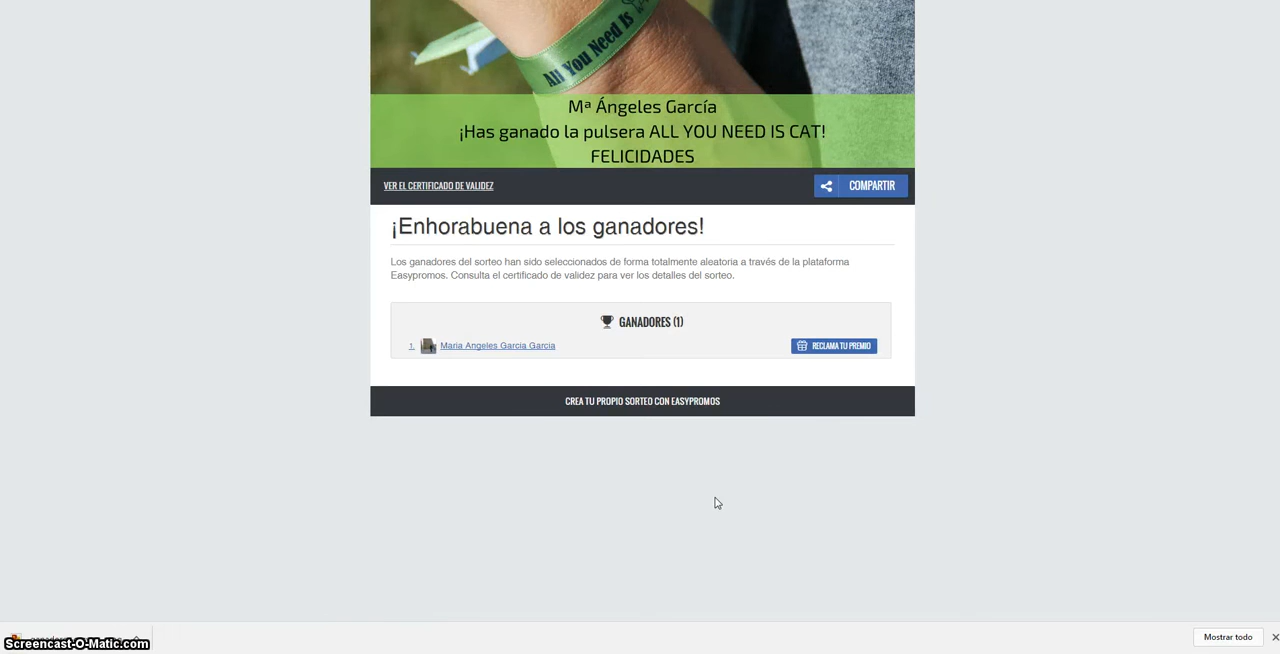 All You Need Is
Mª Ángeles García
¡Has ganado la pulsera ALL YOU NEED IS CAT!
FELICIDADES
VER EL CERTIFICADO DE VALIDEZ
COMPARTIR
¡Enhorabuena a los ganadores!
Los ganadores del sorteo han sido seleccionados de forma totalmente aleatoria a través de la plataforma
Easypromos. Consulta el certificado de validez para ver los detalles del sorteo.
GANADORES (1)
1. Maria Angeles Garcia Garcia
RECLAMA TU PREMIO
CREA TU PROPIO SORTEO CON EASYPROMOS
Screencast-O-Matic.com
Mostrar todo